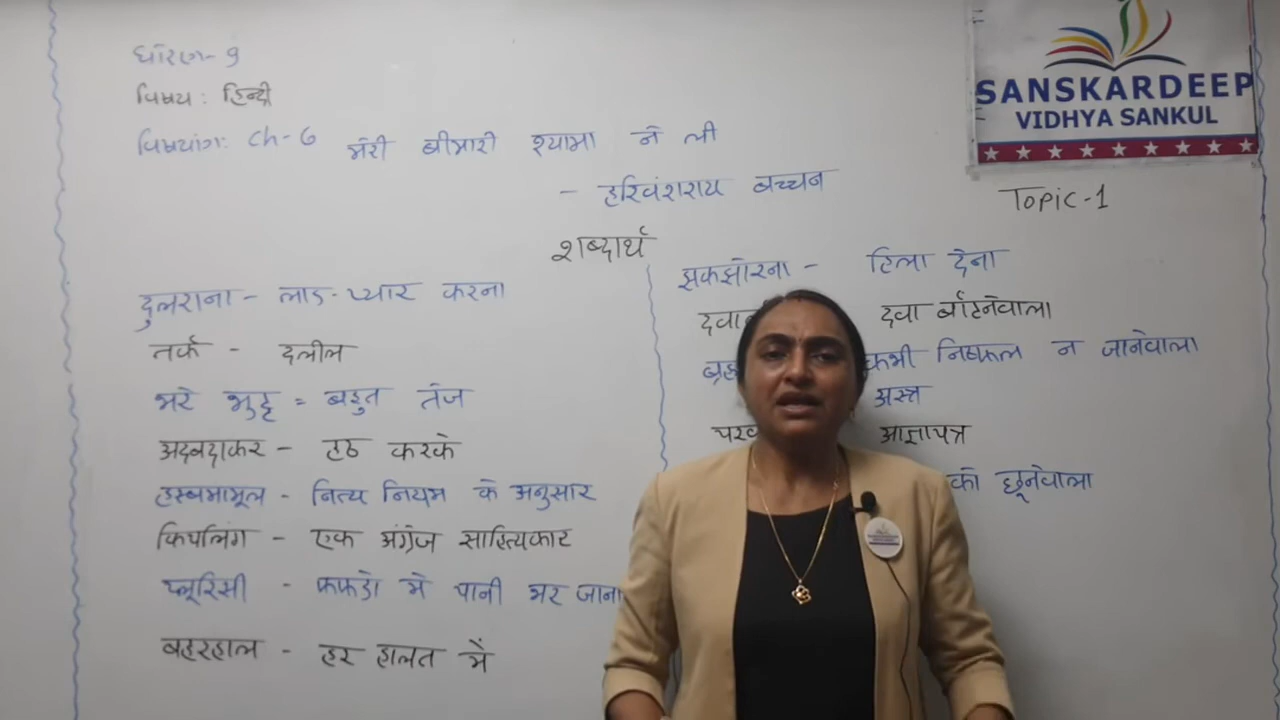 धोरण - 9
विषय : हिन्दी
विषयांग: Ch-6 मेरी बीमारी श्यामा ने ली
- हरिवंशराय बच्चन
SANSKARDEEP
VIDHYA SANKUL
Topic-1
शब्दार्थ
दुलराना - लाड-प्यार करना
तर्क - दलील
भरे भुट्ट = बहुत तेज
अदबदाकर - हठ करके
हस्बमामूल - नित्य नियम के अनुसार
किपलिंग - एक अंग्रेज साहित्यकार
प्लूरिसी - फेफडो मे पानी भर जाना
बहरहाल - हर हालत में
झकझोरना - हिला देना
दवा बाँटनेवाला
कभी निष्फल न जानेवाला
अस्त्र
आज्ञापत्र
को छूनेवाला